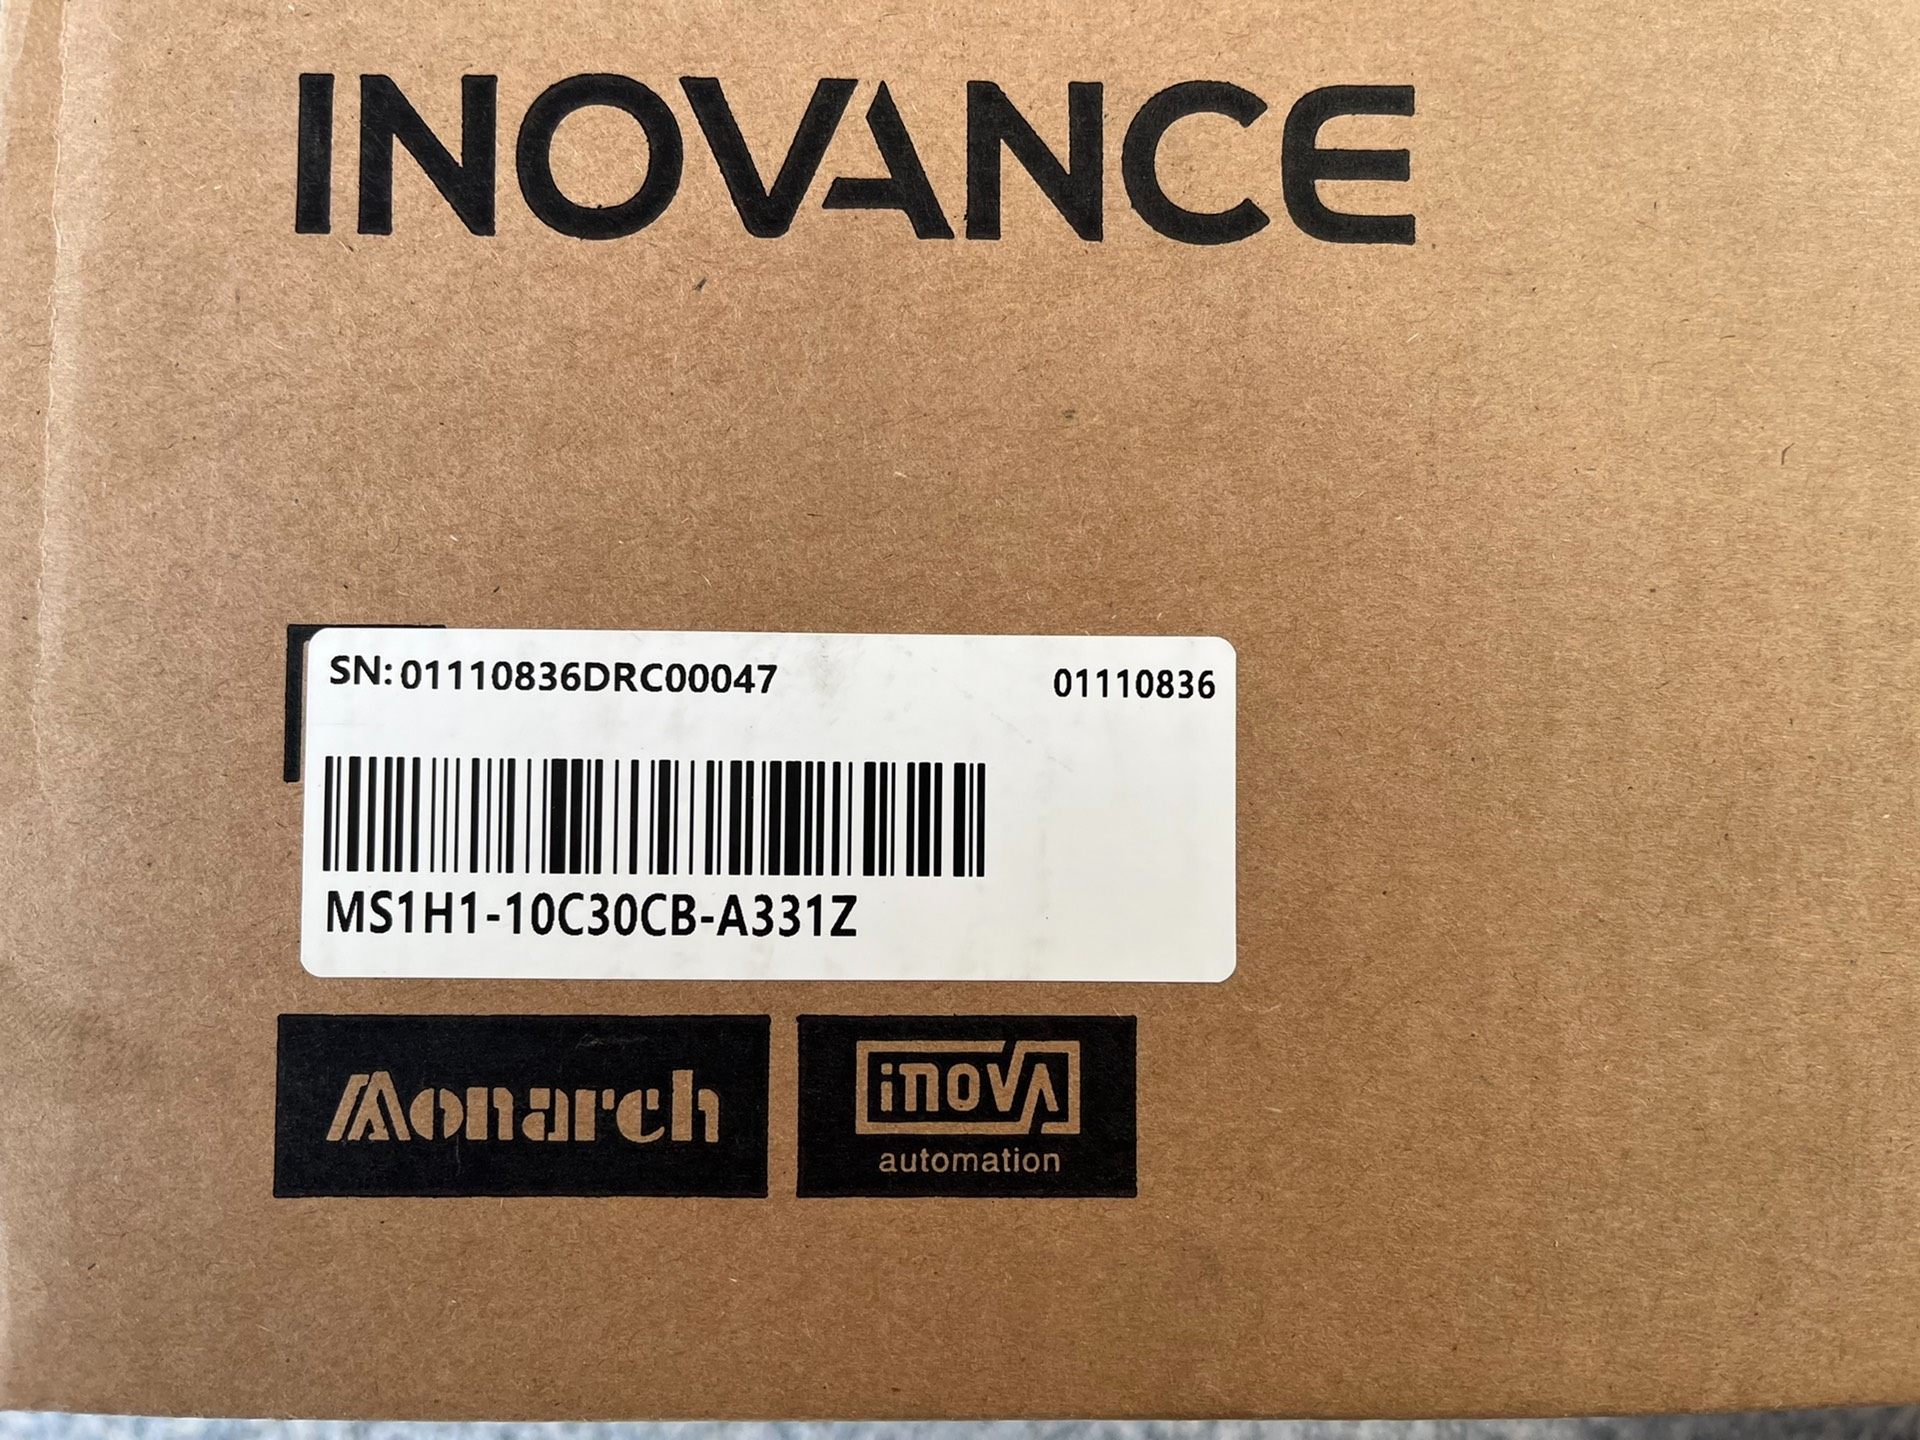 INOVANCE
SN: 01110836DRC00047 01110836
MS1H1-10C30CB-A331Z
Monarch
inovA
automation